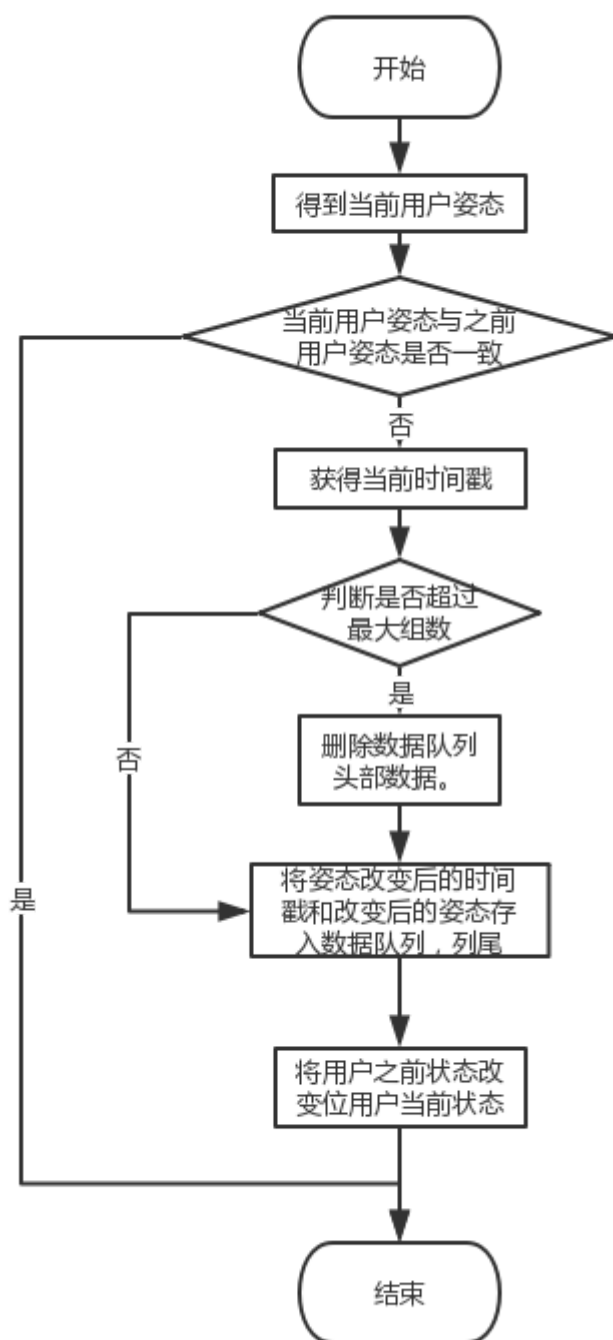 开始
得到当前用户姿态
当前用户姿态与之前
用户姿态是否一致
否
获得当前时间戳
判断是否超过
最大组数
是
删除数据队列
头部数据。
否
将姿态改变后的时间
戳和改变后的姿态存
入数据队列，列尾
是
将用户之前状态改
变位用户当前状态
结束